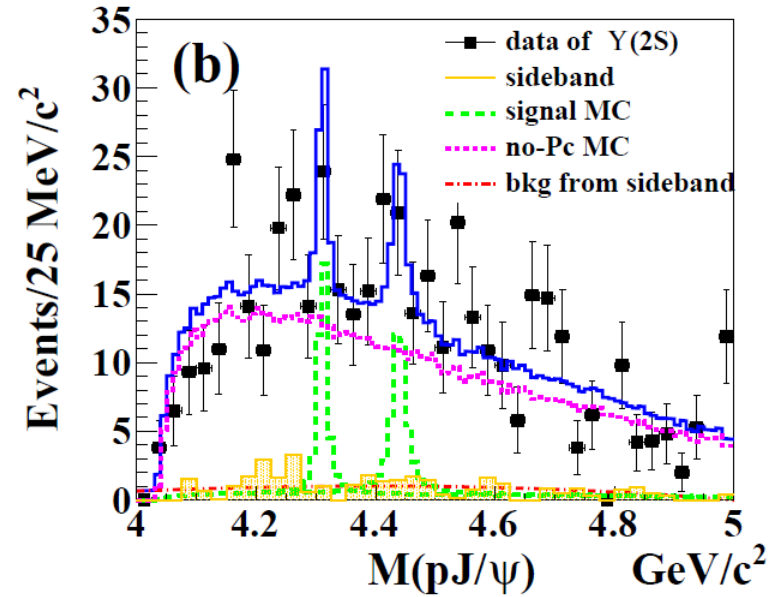 35
30
25
20
15
10
5
0
Events/25 MeV/c²
(b)
data of Υ(2S)
sideband
signal MC
no-Pc MC
bkg from sideband
4 4.2 4.4 4.6 4.8 5
M(pJ/ψ) GeV/c²